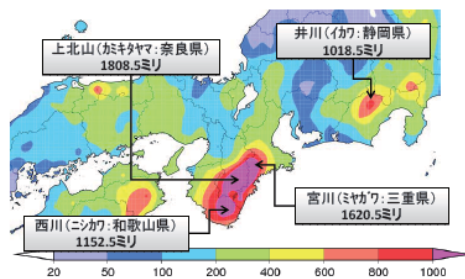 上北山(ｶﾐｷﾀﾔﾏ:奈良県)
1808.5ミリ
井川(ｲｶﾜ:静岡県)
1018.5ミリ
宮川(ﾐﾔｶﾞﾜ:三重県)
1620.5ミリ
西川(ﾆｼｶﾜ:和歌山県)
1152.5ミリ
20 50 100 200 400 600 800 1000